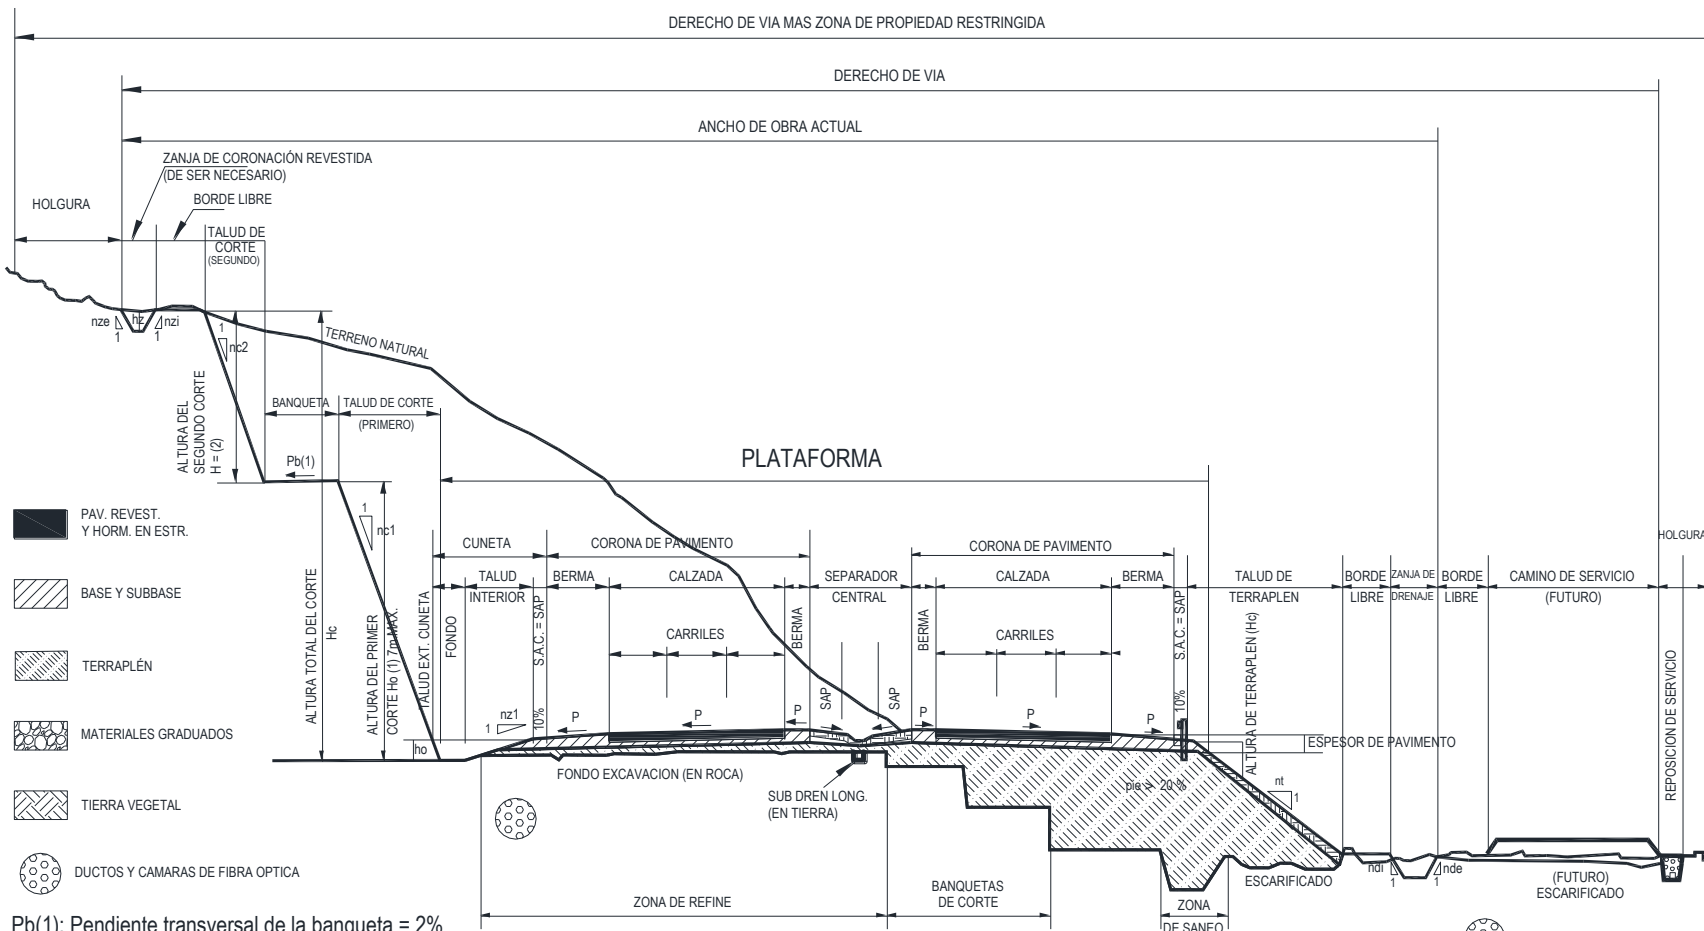 DERECHO DE VIA MAS ZONA DE PROPIEDAD RESTRINGIDA
DERECHO DE VIA
ANCHO DE OBRA ACTUAL
ZANJA DE CORONACIÓN REVESTIDA
(DE SER NECESARIO)
HOLGURA
BORDE LIBRE
TALUD DE
CORTE
(SEGUNDO)
nze
hz
nzi
1
1
1
nc2
TERRENO NATURAL
ALTURA DEL
SEGUNDO CORTE
H = (2)
BANQUETA
TALUD DE CORTE
(PRIMERO)
Pb(1)
PLATAFORMA
1
nc1
ALTURA TOTAL DEL CORTE
Hc
ALTURA DEL PRIMER
CORTE Ho (1) 7m MAX.
TALUD EXT. CUNETA
FONDO
CUNETA
CORONA DE PAVIMENTO
CORONA DE PAVIMENTO
HOLGURA
TALUD
INTERIOR
S.A.C. = SAP
10%
BERMA
CALZADA
BERMA
SEPARADOR
CENTRAL
BERMA
CALZADA
BERMA
S.A.C. = SAP
10%
TALUD DE
TERRAPLEN
BORDE
LIBRE
ZANJA DE
DRENAJE
BORDE
LIBRE
CAMINO DE SERVICIO
(FUTURO)
CARRILES
CARRILES
SAP
SAP
nz1
1
P
P
P
P
P
P
ho
ALTURA DE TERRAPLEN (Hc)
ESPESOR DE PAVIMENTO
REPOSICION DE SERVICIO
FONDO EXCAVACION (EN ROCA)
SUB DREN LONG.
(EN TIERRA)
pie > 20 %
nt
1
ndi
1
nde
1
ESCARIFICADO
(FUTURO)
ESCARIFICADO
ZONA DE REFINE
BANQUETAS
DE CORTE
ZONA
DE SANEO
PAV. REVEST.
Y HORM. EN ESTR.
BASE Y SUBBASE
TERRAPLÉN
MATERIALES GRADUADOS
TIERRA VEGETAL
DUCTOS Y CAMARAS DE FIBRA OPTICA
Pb(1): Pendiente transversal de la banqueta = 2%